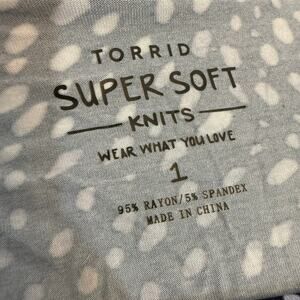 TORRID
SUPER SOFT
KNITS
WEAR WHAT YOU LOVE
1
95% RAYON/5% SPANDEX
MADE IN CHINA